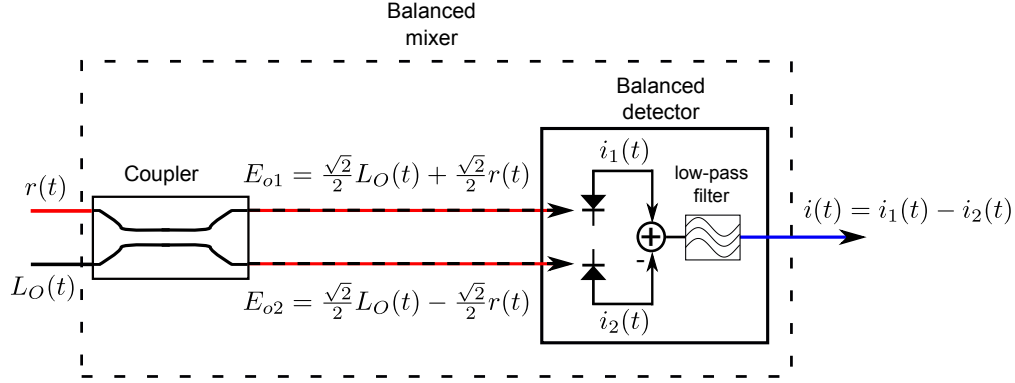 Balanced
mixer
Balanced
detector
r(t)
Coupler
E_{o1} = \frac{\sqrt{2}}{2}L_O(t) + \frac{\sqrt{2}}{2}r(t)
i_1(t)
low-pass
filter
i(t) = i_1(t) - i_2(t)
+
-
L_O(t)
E_{o2} = \frac{\sqrt{2}}{2}L_O(t) - \frac{\sqrt{2}}{2}r(t)
i_2(t)